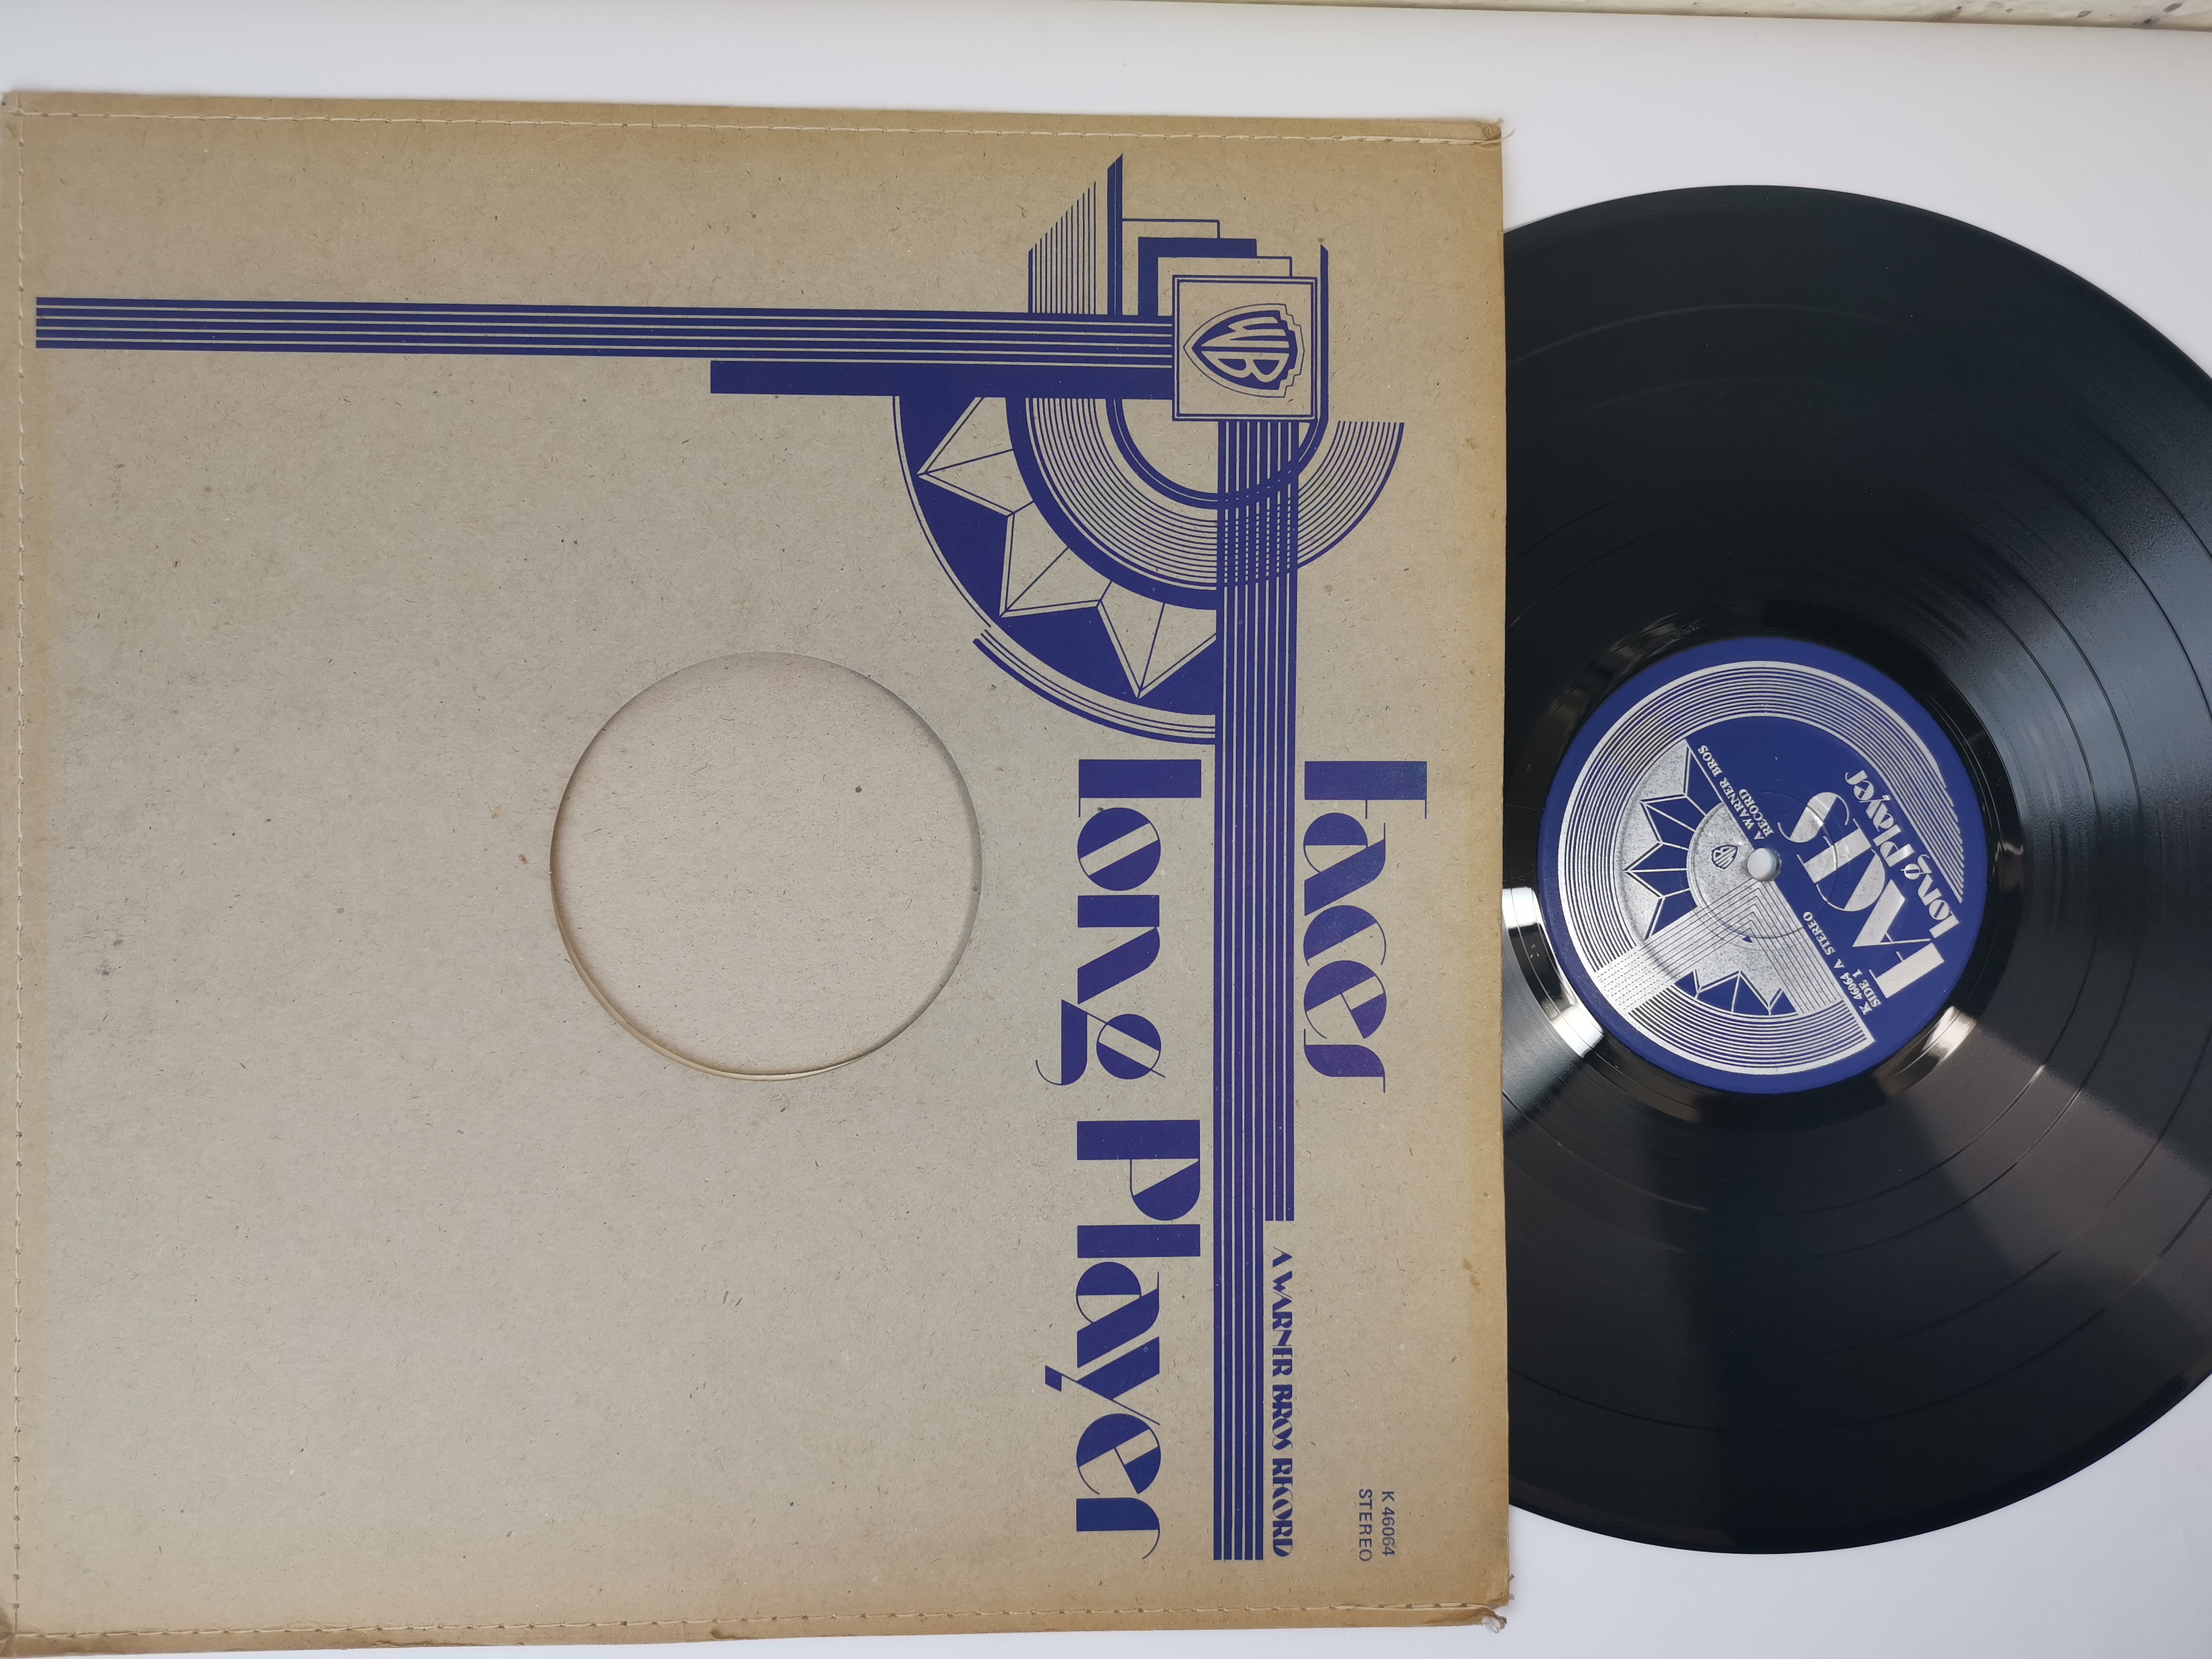 K 46064
STEREO
Faces
A WARNER BROS RECORD
Long Player
WB
FACES
Long Player
K 46064 A STEREO
SIDE 1
A WARNER BROS
RECORD
WB